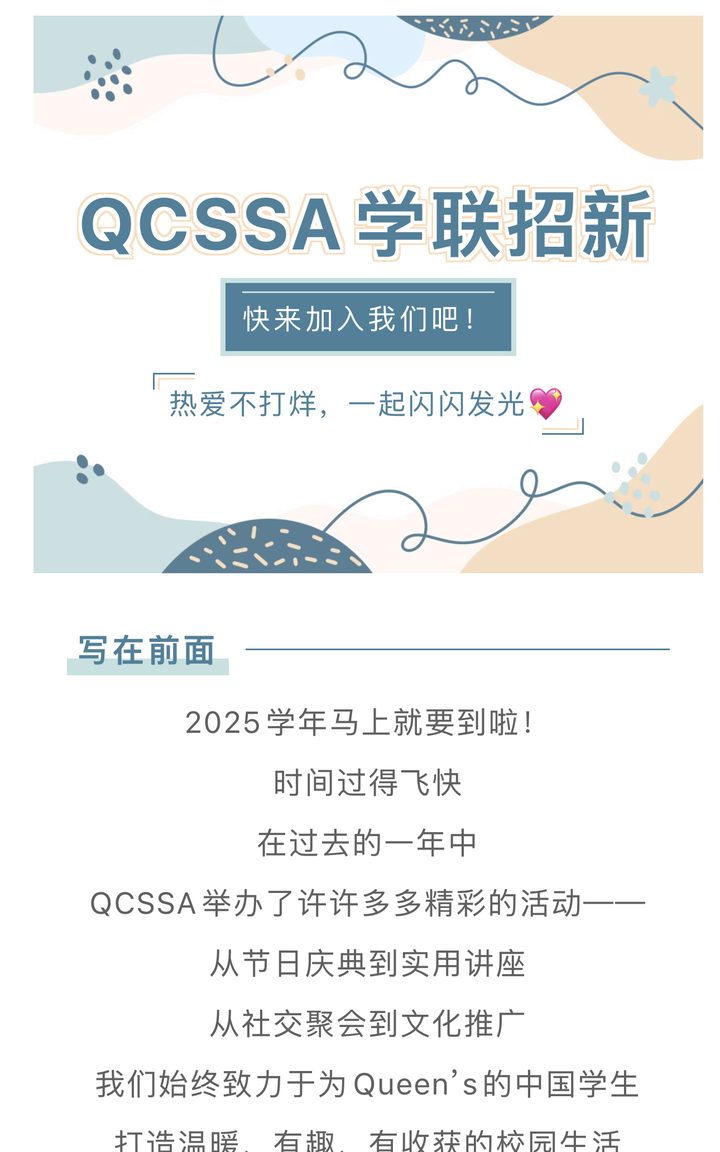 QCSSA学联招新
快来加入我们吧！
热爱不打烊，一起闪闪发光💖
写在前面
2025学年马上就要到啦！
时间过得飞快
在过去的一年中
QCSSA举办了许许多多精彩的活动——
从节日庆典到实用讲座
从社交聚会到文化推广
我们始终致力于为Queen’s的中国学生
打造温暖、有趣、有收获的校园生活